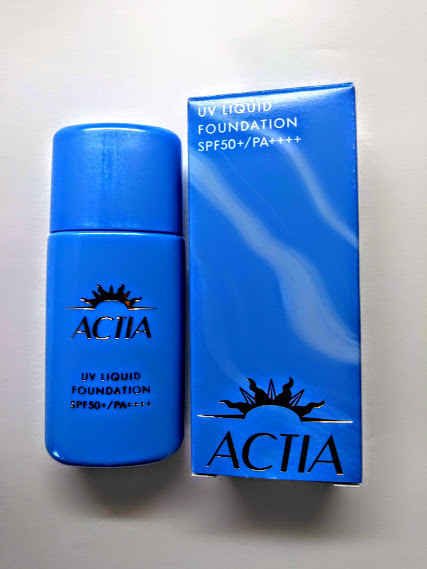 ACTIA
UV LIQUID
FOUNDATION
SPF50+/PA++++
UV LIQUID
FOUNDATION
SPF50+/PA++++
ACTIA